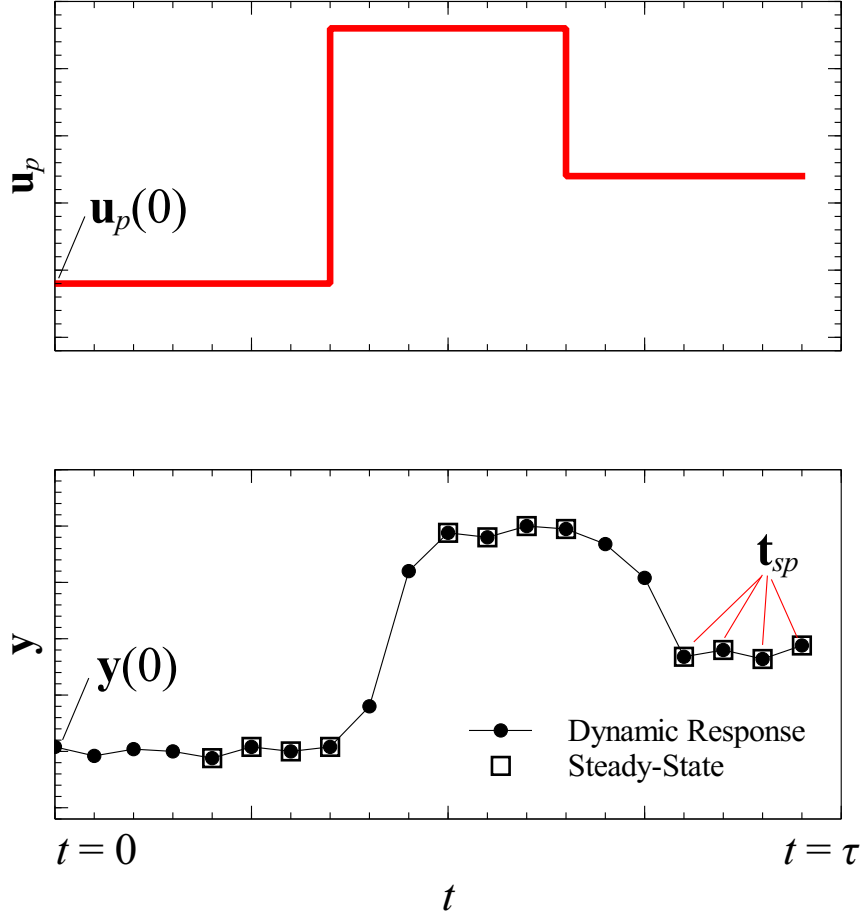 u_p
u_p(0)
t_sp
y
y(0)
Dynamic Response
Steady-State
t = 0
t = τ
t